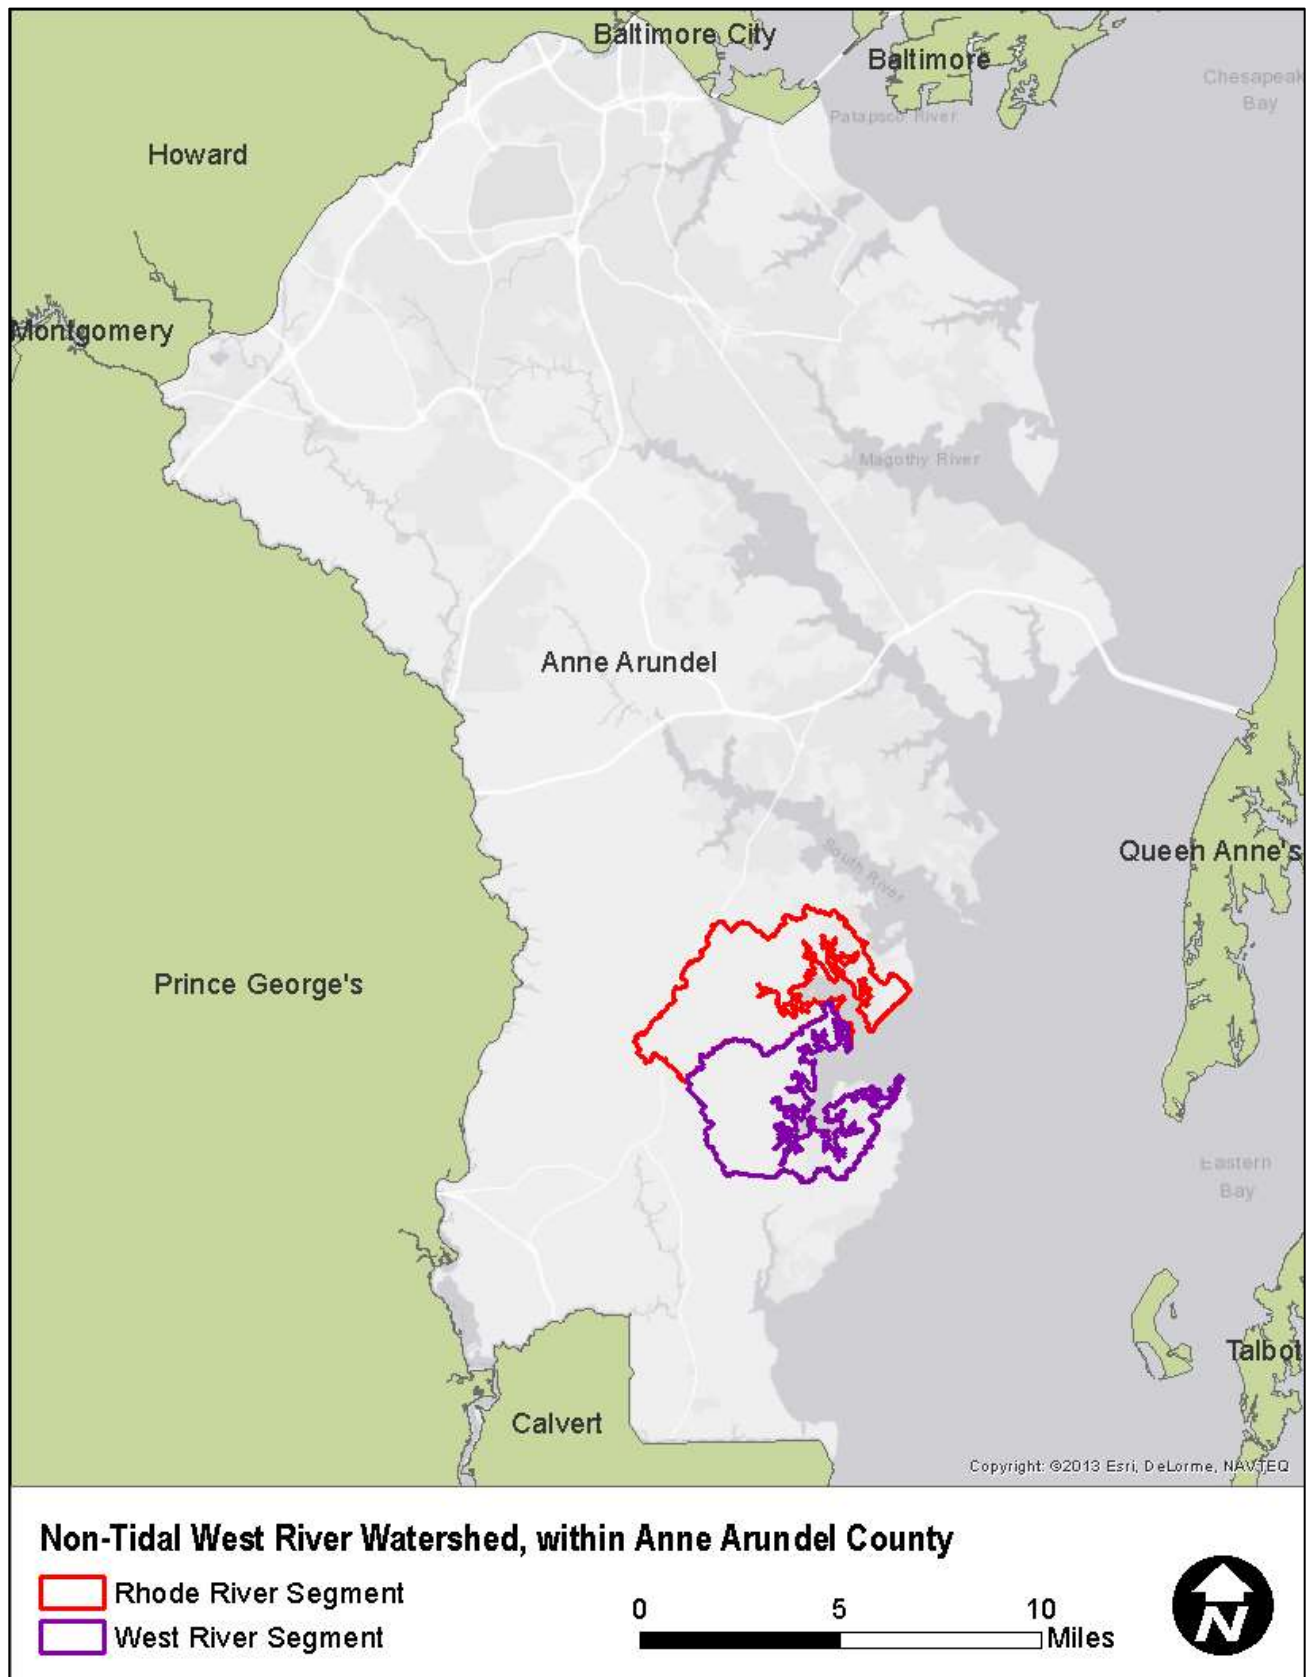 Baltimore City
Baltimore
Chesapeak
Bay
Patapsco River
Howard
Montgomery
Magothy River
Anne Arundel
South River
Queen Anne's
Prince George's
Eastern
Bay
Talbot
Calvert
Copyright: ©2013 Esri, DeLorme, NAVTEQ
Non-Tidal West River Watershed, within Anne Arundel County
Rhode River Segment
West River Segment
0 5 10
Miles
N